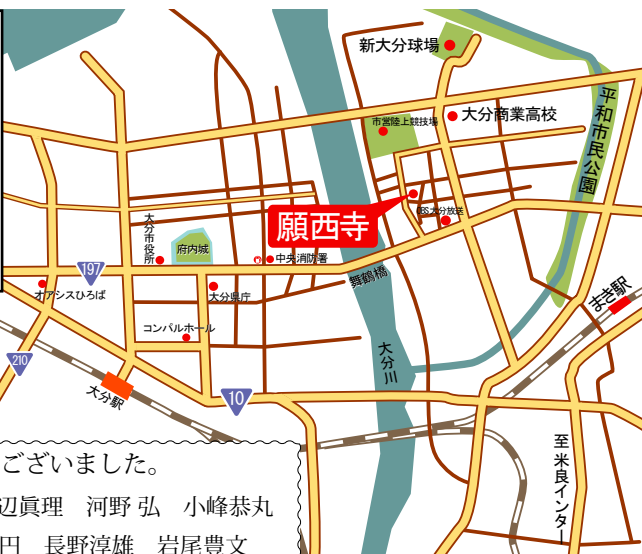 新大分球場
市営陸上競技場
大分商業高校
平和市民公園
願西寺
OBS大分放送
大分市役所
府内城
中央消防署
舞鶴橋
197
オアシスひろば
大分県庁
まき駅
コンパルホール
大分川
210
大分駅
10
至 米良インター
ございました。
辺眞理 河野 弘 小峰恭丸
円 長野淳雄 岩尾豊文